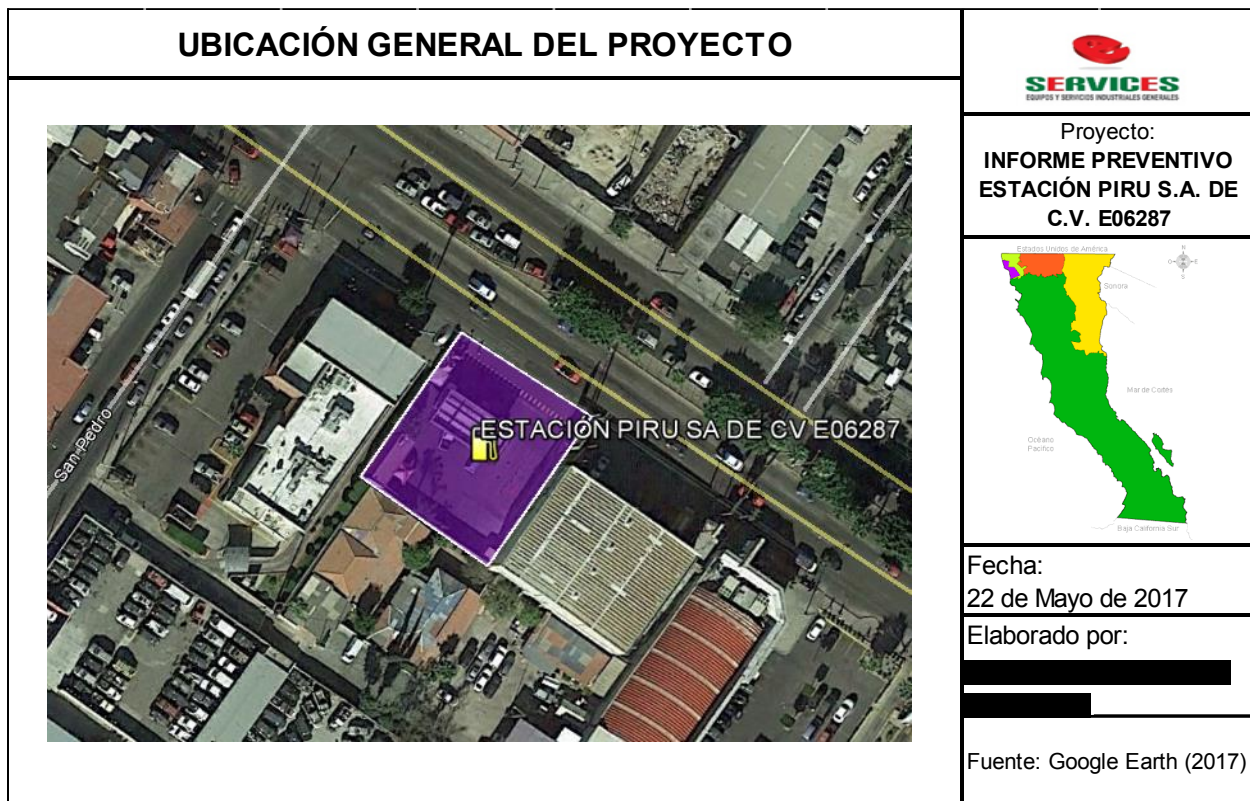 UBICACIÓN GENERAL DEL PROYECTO
San Pedro
ESTACIÓN PIRU SA DE CV E06287
SERVICES
EQUIPOS Y SERVICIOS INDUSTRIALES GENERALES
Proyecto:
INFORME PREVENTIVO
ESTACIÓN PIRU S.A. DE
C.V. E06287
Estados Unidos de América
N
O E
S
Sonora
Mar de Cortés
Océano
Pacifico
Baja California Sur
Fecha:
22 de Mayo de 2017
Elaborado por:
Fuente: Google Earth (2017)